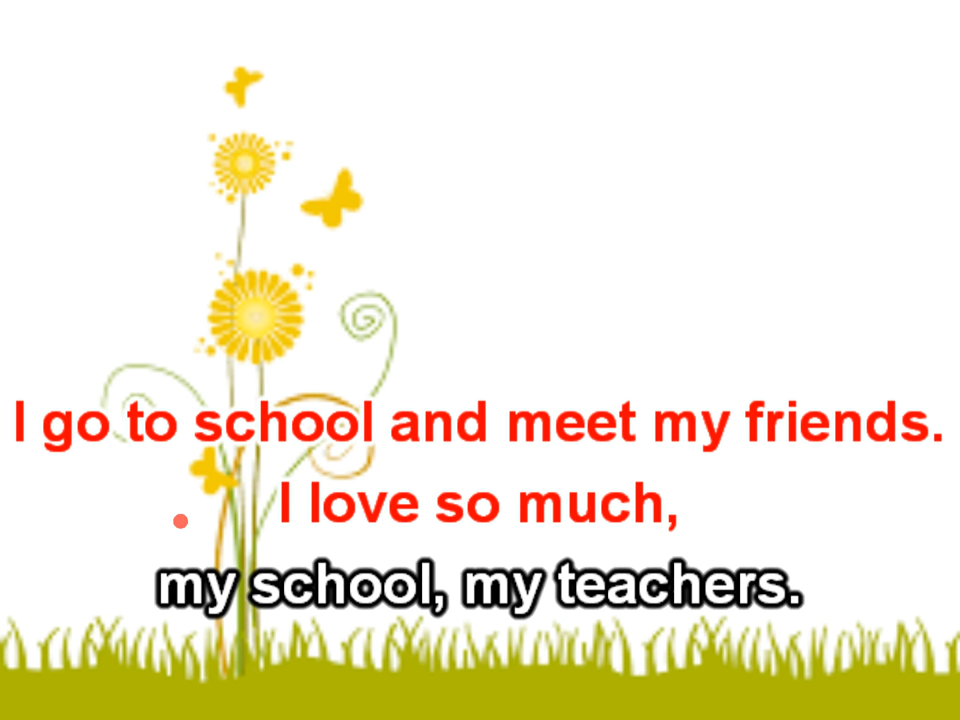 I go to school and meet my friends.
I love so much,
my school, my teachers.